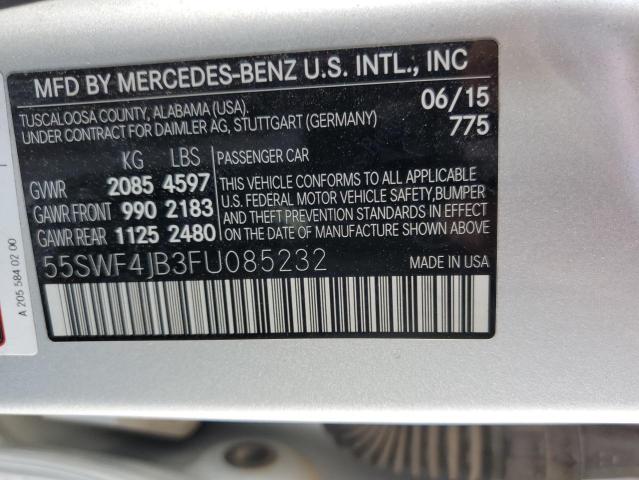 MFD BY MERCEDES-BENZ U.S. INTL., INC
TUSCALOOSA COUNTY, ALABAMA (USA).
UNDER CONTRACT FOR DAIMLER AG, STUTTGART (GERMANY)
06/15
775
KG LBS
GVWR 2085 4597
GAWR FRONT 990 2183
GAWR REAR 1125 2480
PASSENGER CAR
THIS VEHICLE CONFORMS TO ALL APPLICABLE
U.S. FEDERAL MOTOR VEHICLE SAFETY, BUMPER
AND THEFT PREVENTION STANDARDS IN EFFECT
ON THE DATE OF MANUFACTURE SHOWN ABOVE
55SWF4JB3FU085232
MADE IN USA
A 205 584 02 00